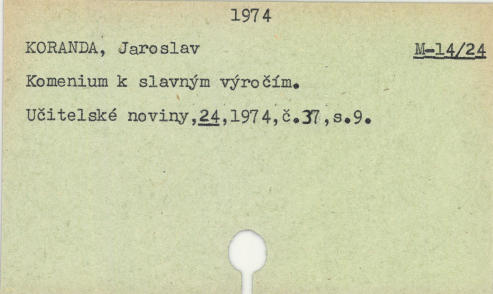 1974
KORANDA, Jaroslav M-14/24
Komenium k slavným výročím.
Učitelské noviny,24,1974,č.37,s.9.